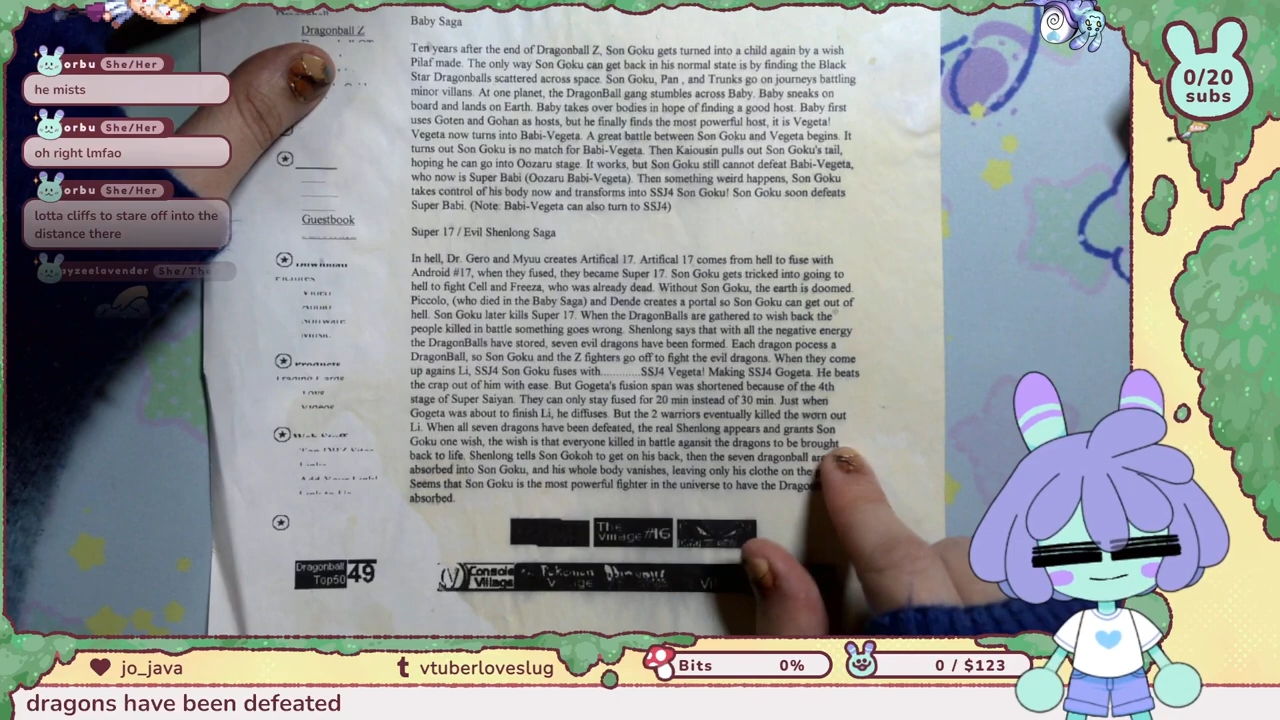 Baby Saga
Dragonball Z
Ten years after the end of Dragonball Z, Son Goku gets turned into a child again by a wish
Pilaf made. The only way Son Goku can get back in his normal state is by finding the Black
Star Dragonballs scattered across space. Son Goku, Pan , and Trunks go on journeys battling
minor villans. At one planet, the DragonBall gang stumbles across Baby. Baby sneaks on
board and lands on Earth. Baby takes over bodies in hope of finding a good host. Baby first
uses Goten and Gohan as hosts, but he finally finds the most powerful host, it is Vegeta!
Vegeta now turns into Babi-Vegeta. A great battle between Son Goku and Vegeta begins. It
turns out Son Goku is no match for Babi-Vegeta. Then Kaiousin pulls out Son Goku's tail,
hoping he can go into Oozaru stage. It works, but Son Goku still cannot defeat Babi-Vegeta,
who now is Super Babi (Oozaru Babi-Vegeta). Then something weird happens, Son Goku
takes control of his body now and transforms into SSJ4 Son Goku! Son Goku soon defeats
Super Babi. (Note: Babi-Vegeta can also turn to SSJ4)
Guestbook
Super 17 / Evil Shenlong Saga
In hell, Dr. Gero and Myuu creates Artifical 17. Artifical 17 comes from hell to fuse with
Android #17, when they fused, they became Super 17. Son Goku gets tricked into going to
hell to fight Cell and Freeza, who was already dead. Without Son Goku, the earth is doomed.
Piccolo, (who died in the Baby Saga) and Dende creates a portal so Son Goku can get out of
hell. Son Goku later kills Super 17. When the DragonBalls are gathered to wish back the
people killed in battle something goes wrong. Shenlong says that with all the negative energy
the DragonBalls have stored, seven evil dragons have been formed. Each dragon pocess a
DragonBall, so Son Goku and the Z fighters go off to fight the evil dragons. When they come
up agains Li, SSJ4 Son Goku fuses with............SSJ4 Vegeta! Making SSJ4 Gogeta. He beats
the crap out of him with ease. But Gogeta's fusion span was shortened because of the 4th
stage of Super Saiyan. They can only stay fused for 20 min instead of 30 min. Just when
Gogeta was about to finish Li, he diffuses. But the 2 warriors eventually killed the worn out
Li. When all seven dragons have been defeated, the real Shenlong appears and grants Son
Goku one wish, the wish is that everyone killed in battle agansit the dragons to be brought
back to life. Shenlong tells Son Gokoh to get on his back, then the seven dragonball are
absorbed into Son Goku, and his whole body vanishes, leaving only his clothe on the
Seems that Son Goku is the most powerful fighter in the universe to have the Dragon
absorbed.
The Village #16
Dragonball Top50 49
Console Village
orbu She/Her
he mists
orbu She/Her
oh right lmfao
orbu She/Her
lotta cliffs to stare off into the
distance there
ayzeelavender She/The
0/20
subs
jo_java
vtuberloveslug
Bits 0%
0 / $123
dragons have been defeated